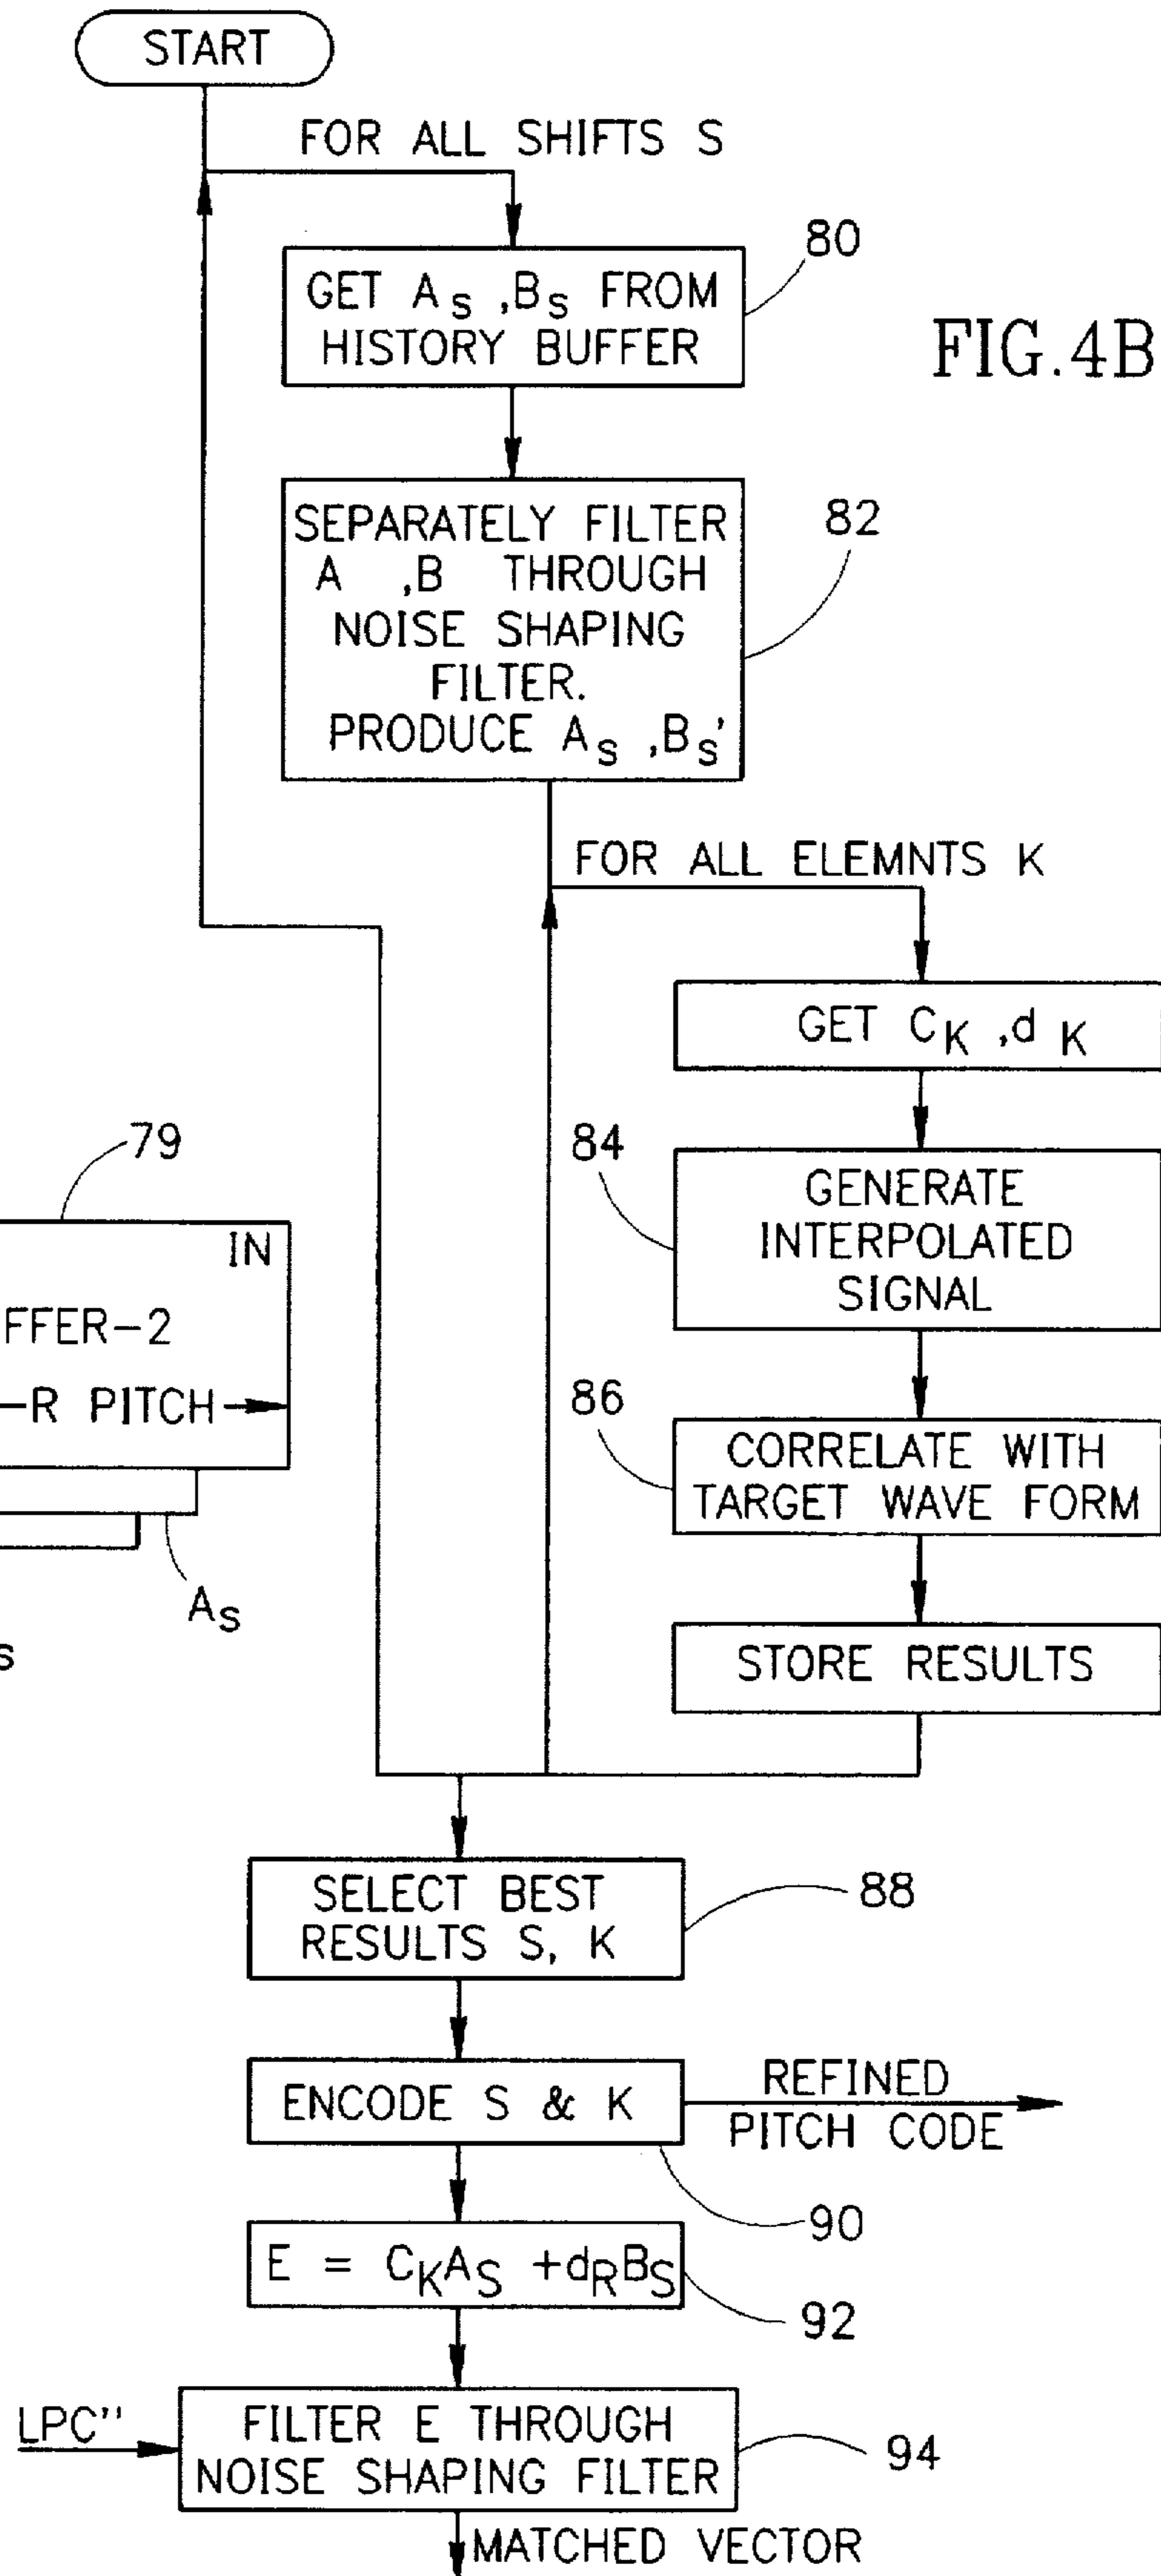 START
FOR ALL SHIFTS S
80
GET As ,Bs FROM
HISTORY BUFFER
FIG.4B
SEPARATELY FILTER
A ,B THROUGH
NOISE SHAPING
FILTER.
PRODUCE As ,Bs'
82
FOR ALL ELEMNTS K
GET CK ,d K
79
IN
FFER-2
-R PITCH
As
s
84
GENERATE
INTERPOLATED
SIGNAL
86
CORRELATE WITH
TARGET WAVE FORM
STORE RESULTS
SELECT BEST
RESULTS S, K
88
ENCODE S & K
REFINED
PITCH CODE
90
E = CKAS +dRBS
92
LPC"
FILTER E THROUGH
NOISE SHAPING FILTER
94
MATCHED VECTOR